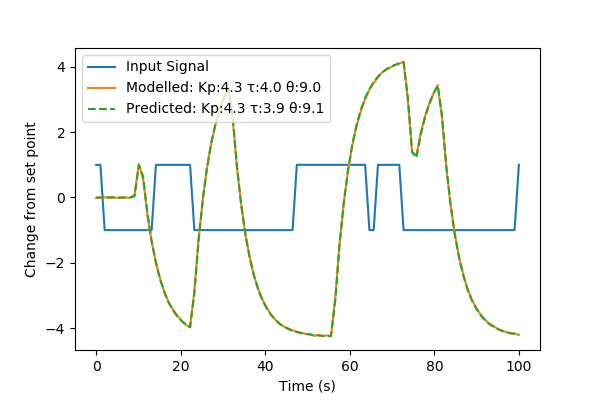 Input Signal
Modelled: Kp:4.3 τ:4.0 θ:9.0
Predicted: Kp:4.3 τ:3.9 θ:9.1
Change from set point
4
2
0
−2
−4
0 20 40 60 80 100
Time (s)